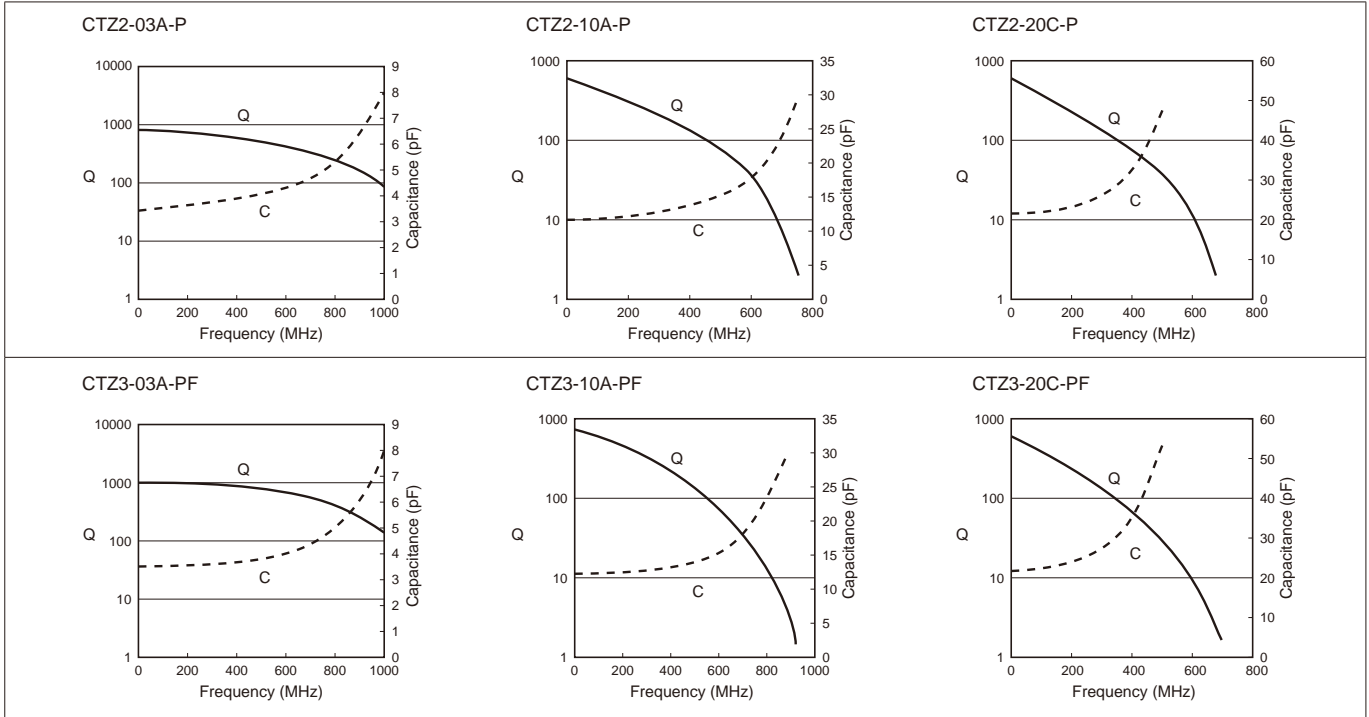 CTZ2-03A-P
10000
1000
100
10
1
Q
Q
C
9
8
7
6
5
4
3
2
1
0
Capacitance (pF)
0 200 400 600 800 1000
Frequency (MHz)
CTZ2-10A-P
1000
100
10
1
Q
Q
C
35
30
25
20
15
10
5
0
Capacitance (pF)
0 200 400 600 800
Frequency (MHz)
CTZ2-20C-P
1000
100
10
1
Q
Q
C
60
50
40
30
20
10
0
Capacitance (pF)
0 200 400 600 800
Frequency (MHz)
CTZ3-03A-PF
10000
1000
100
10
1
Q
Q
C
9
8
7
6
5
4
3
2
1
0
Capacitance (pF)
0 200 400 600 800 1000
Frequency (MHz)
CTZ3-10A-PF
1000
100
10
1
Q
Q
C
35
30
25
20
15
10
5
0
Capacitance (pF)
0 200 400 600 800 1000
Frequency (MHz)
CTZ3-20C-PF
1000
100
10
1
Q
Q
C
60
50
40
30
20
10
0
Capacitance (pF)
0 200 400 600 800
Frequency (MHz)